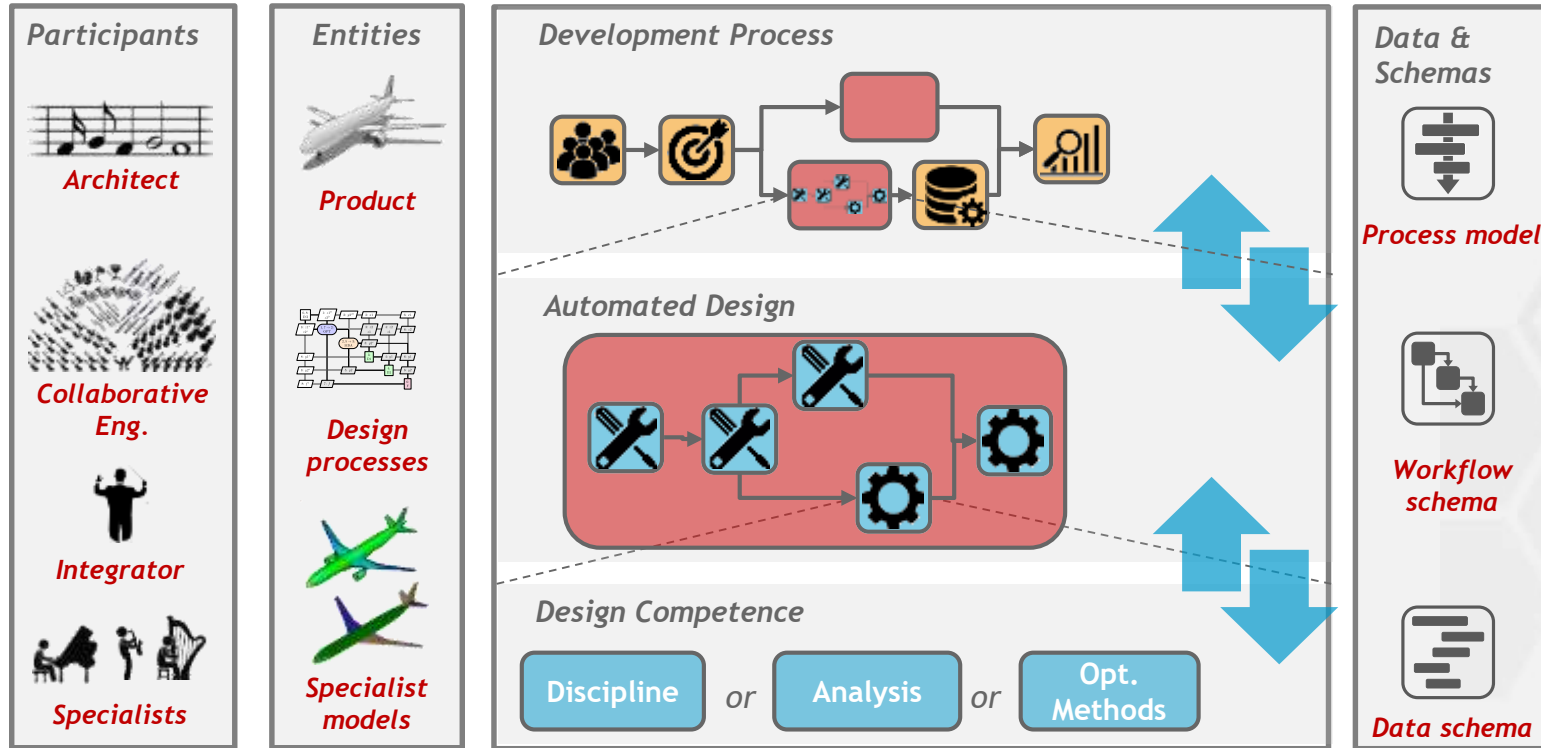 Participants
Architect
Collaborative
Eng.
Integrator
Specialists
Entities
Product
Design
processes
Specialist
models
Development Process
Automated Design
Design Competence
Discipline
or
Analysis
or
Opt.
Methods
Data &
Schemas
Process model
Workflow
schema
Data schema